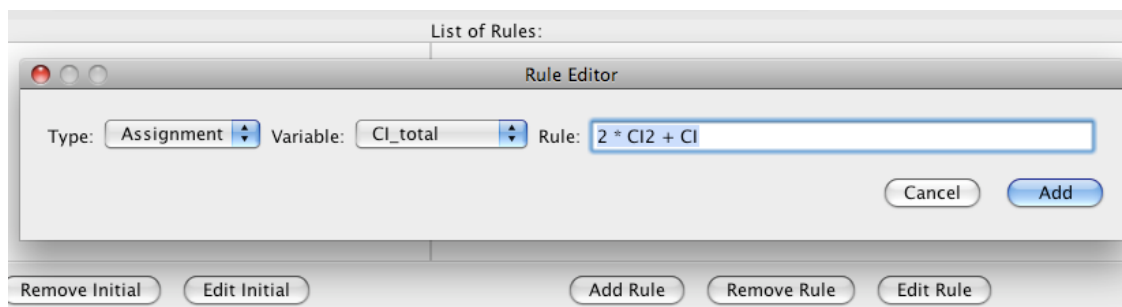 List of Rules:
Rule Editor
Type: Assignment Variable: CI_total Rule: 2 * CI2 + CI
Cancel Add
Remove Initial Edit Initial Add Rule Remove Rule Edit Rule